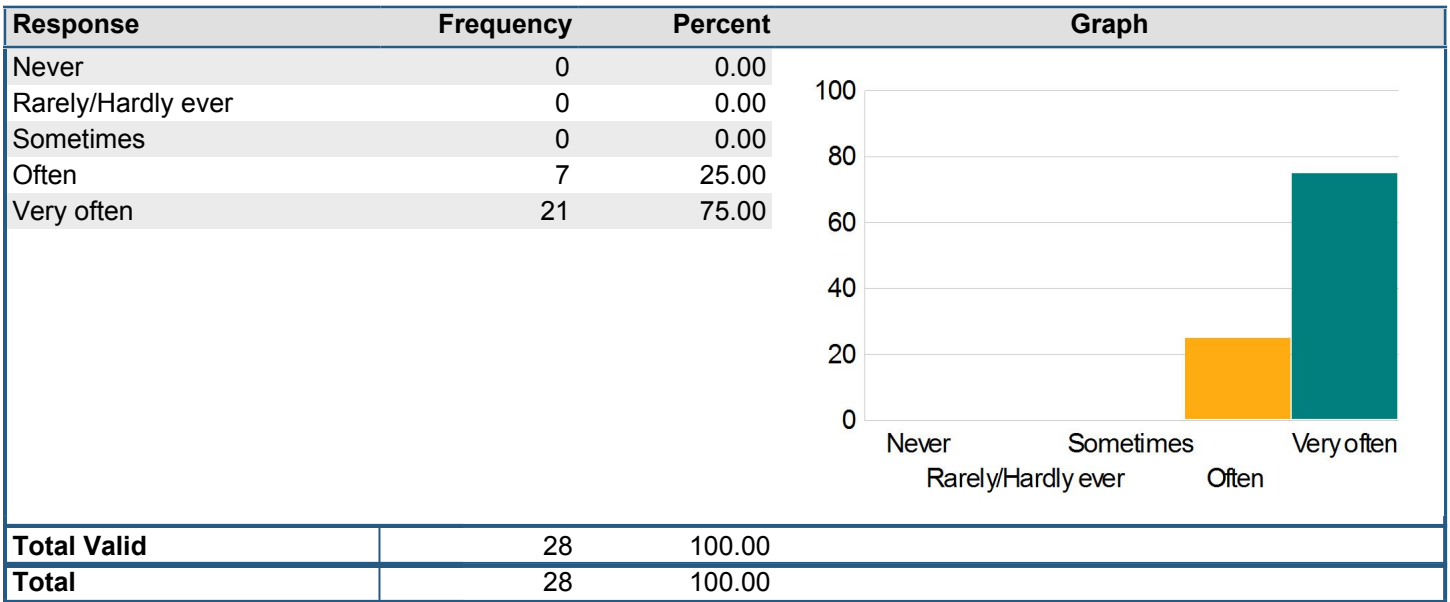 Response Frequency Percent Graph
Never 0 0.00
Rarely/Hardly ever 0 0.00
Sometimes 0 0.00
Often 7 25.00
Very often 21 75.00
100
80
60
40
20
0
Never Sometimes Very often
Rarely/Hardly ever Often
Total Valid 28 100.00
Total 28 100.00